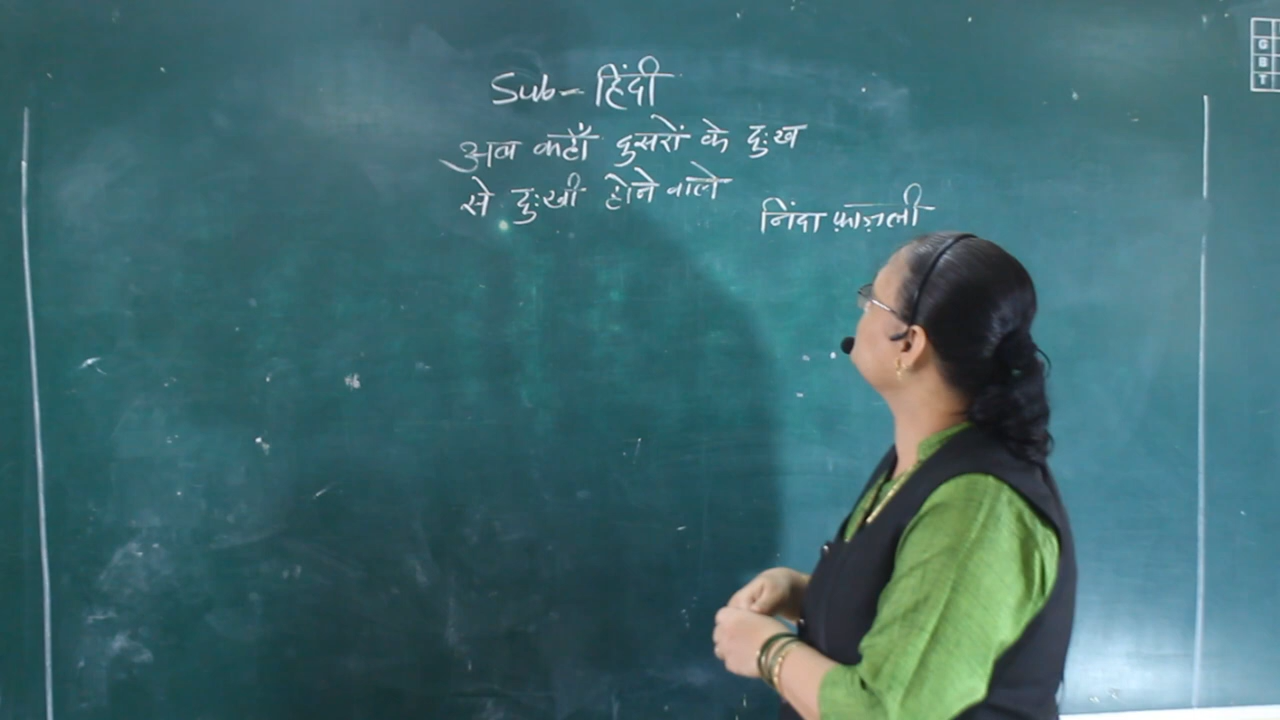 Sub - हिंदी
अब कहाँ दुसरों के दुःख
से दुःखी होने वाले
निंदा फ़ाज़ली
G
B
T